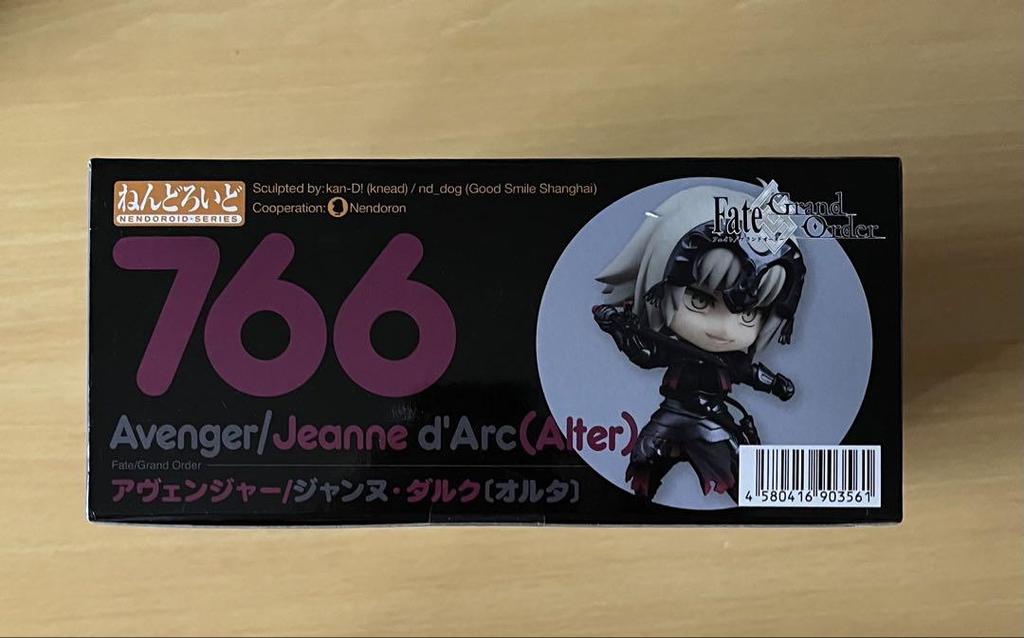 ねんどろいど
NENDOROID-SERIES
Sculpted by: kan-D! (knead) / nd_dog (Good Smile Shanghai)
Cooperation: Nendoron
766
Fate Grand Order
Avenger/Jeanne d'Arc(Alter)
Fate/Grand Order
アヴェンジャー/ジャンヌ・ダルク〔オルタ〕
4 580416 903561